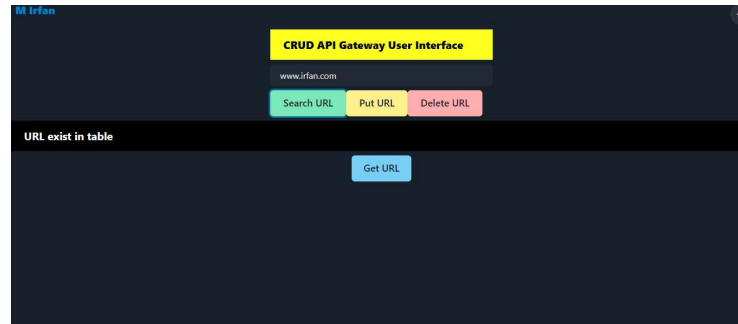 M Irfan
CRUD API Gateway User Interface
www.irfan.com
Search URL Put URL Delete URL
URL exist in table
Get URL